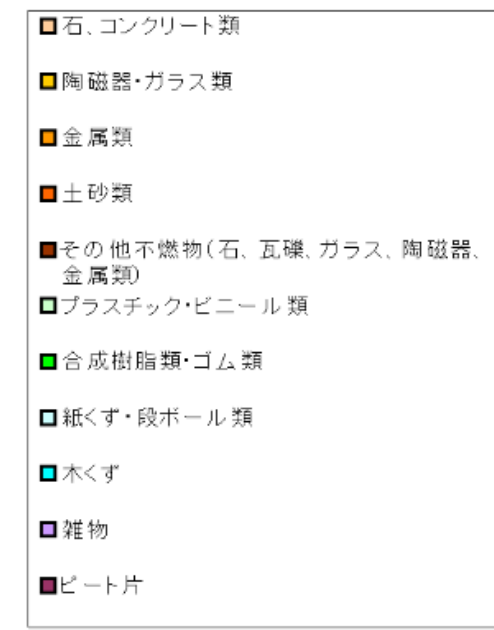 石、コンクリート類
陶磁器・ガラス類
金属類
土砂類
その他不燃物(石、瓦礫、ガラス、陶磁器、
金属類)
プラスチック・ビニール類
合成樹脂類・ゴム類
紙くず・段ボール類
木くず
雑物
ビート片